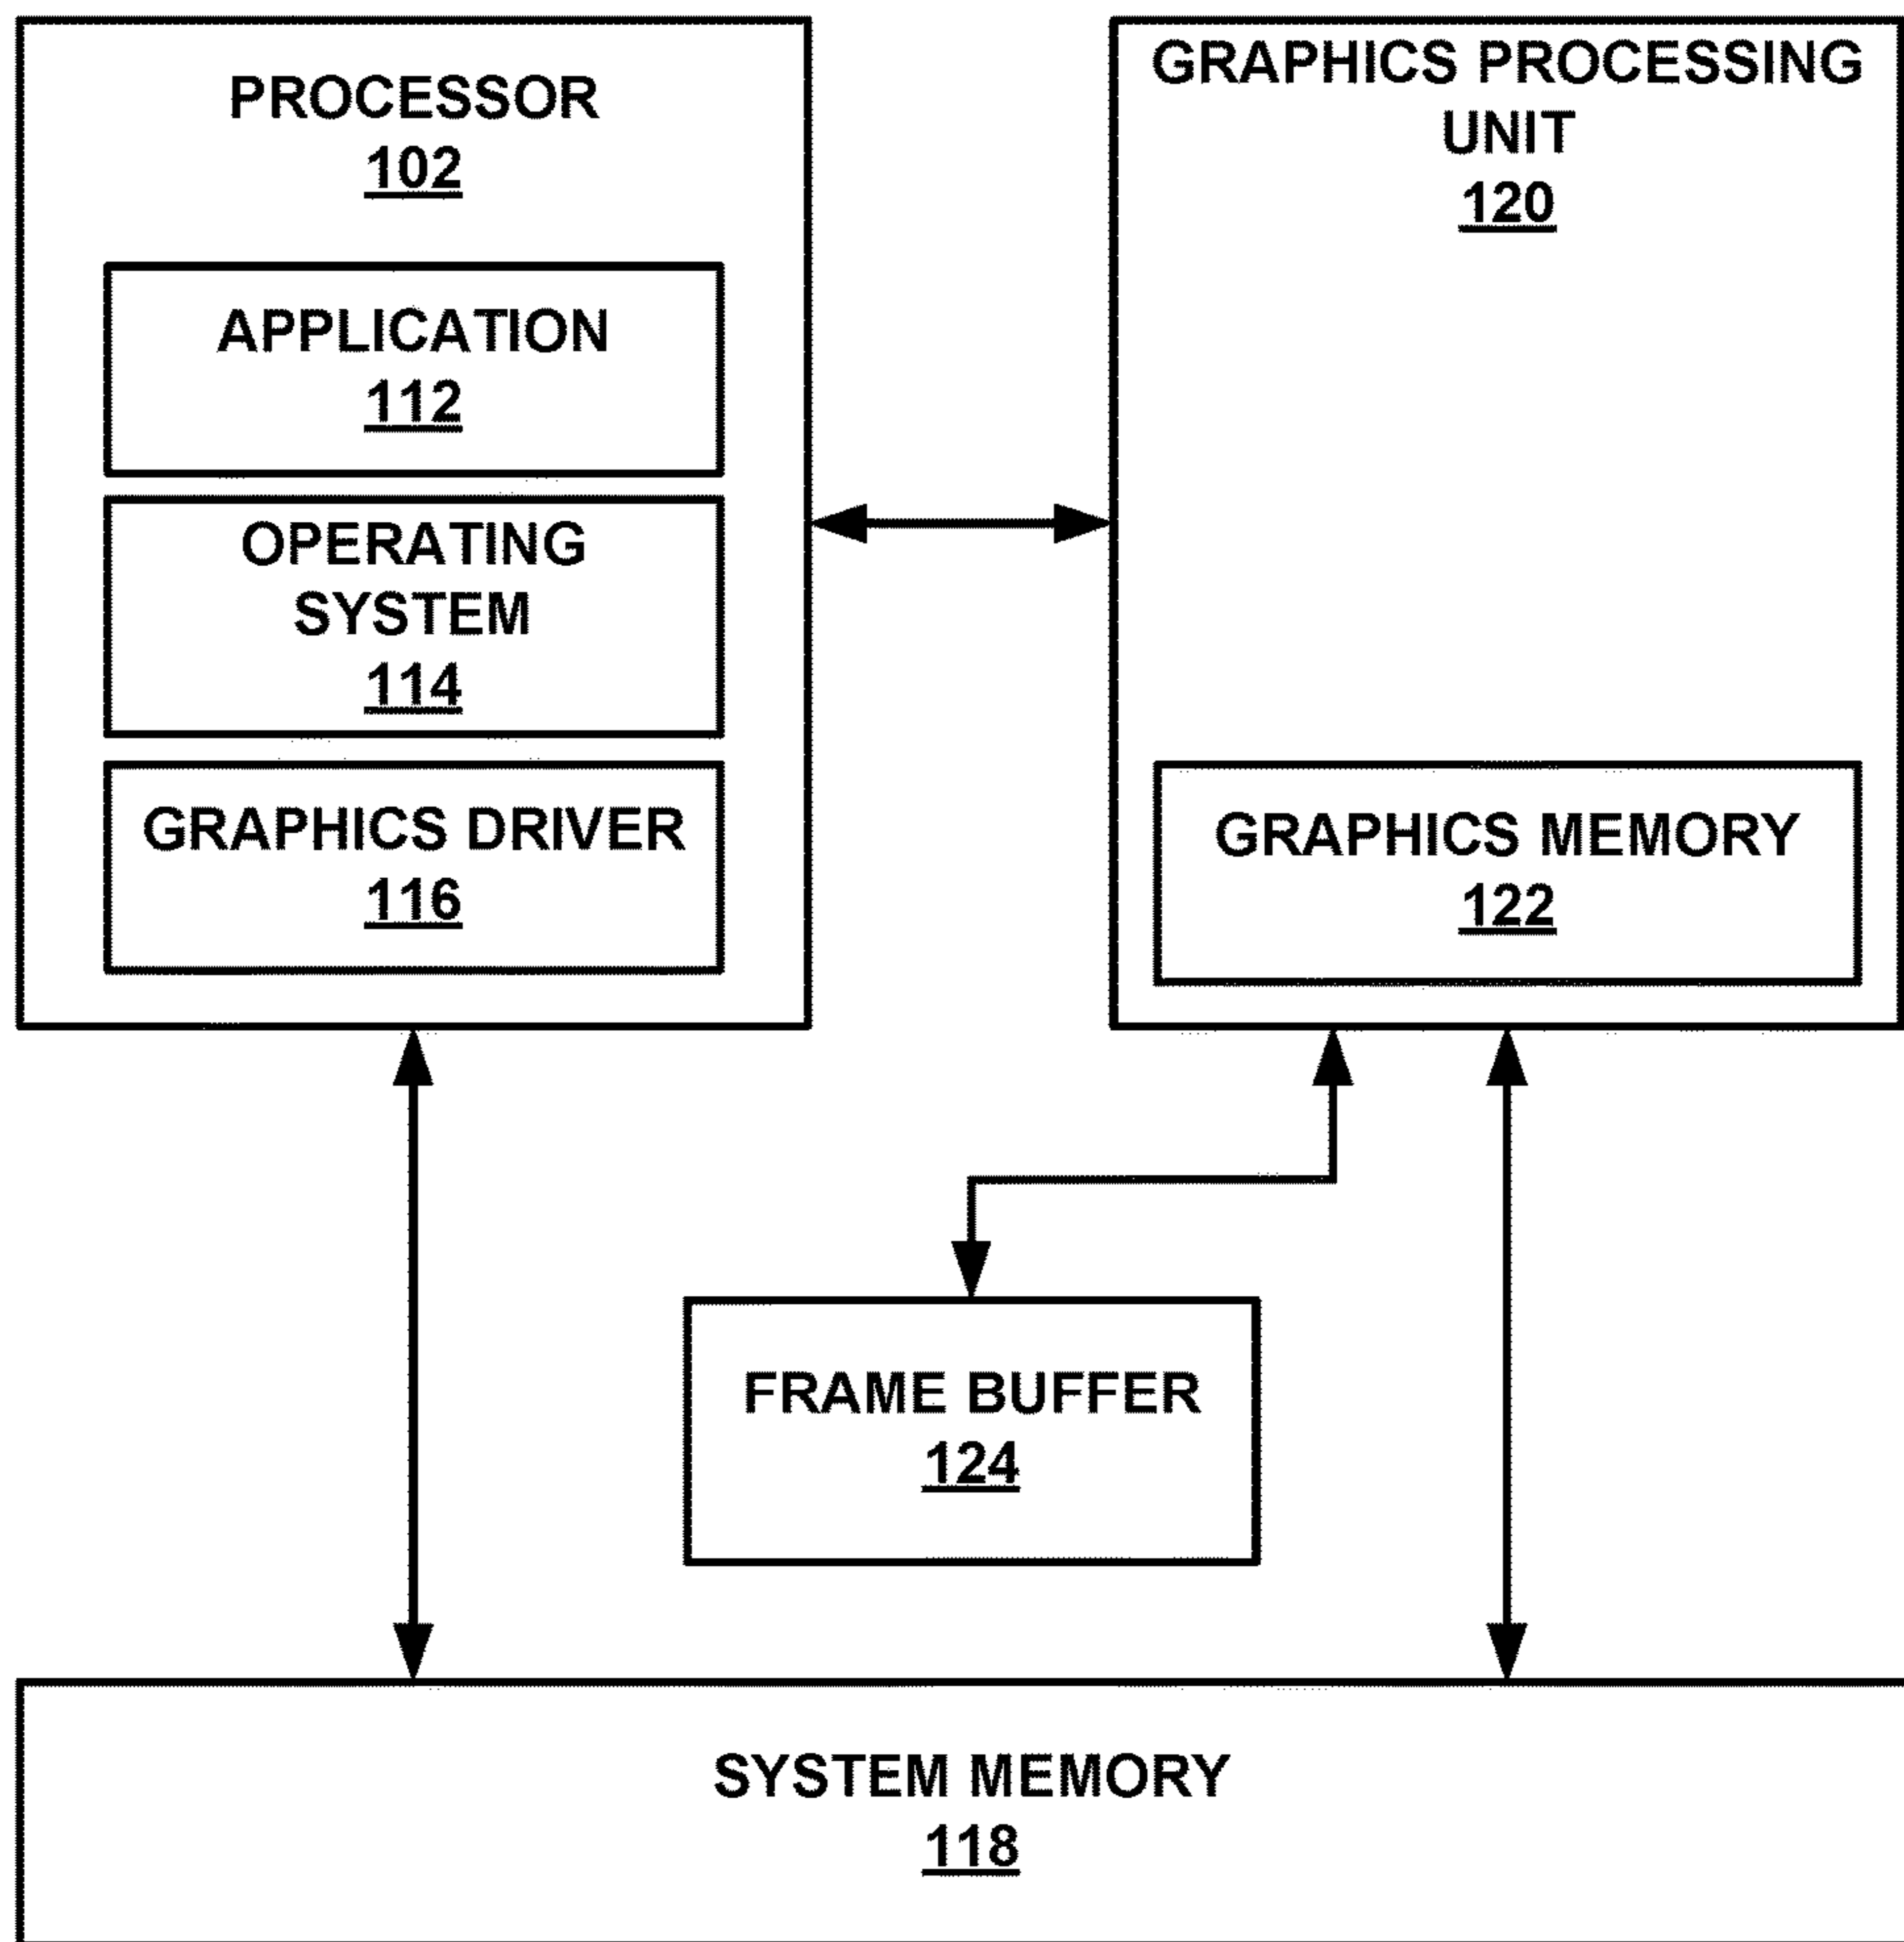 PROCESSOR
102
APPLICATION
112
OPERATING
SYSTEM
114
GRAPHICS DRIVER
116
GRAPHICS PROCESSING
UNIT
120
GRAPHICS MEMORY
122
FRAME BUFFER
124
SYSTEM MEMORY
118